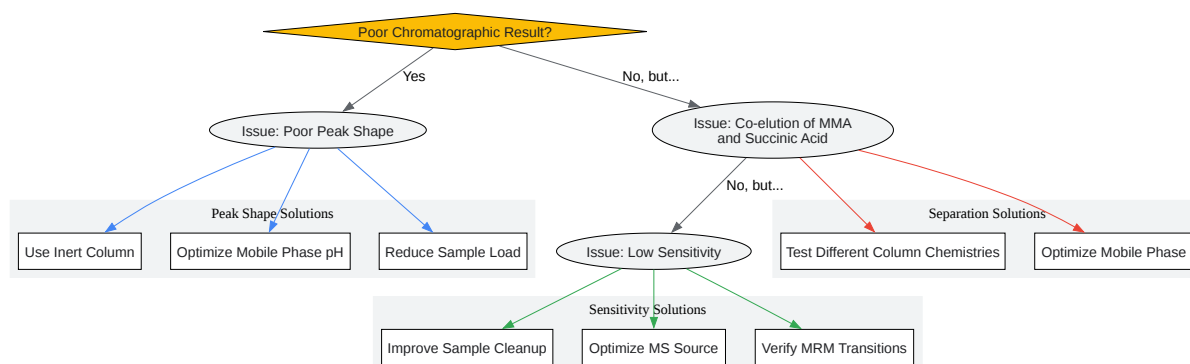 Poor Chromatographic Result?
Yes
No, but...
Issue: Poor Peak Shape
Issue: Co-elution of MMA
and Succinic Acid
No, but...
Peak Shape Solutions
Separation Solutions
Use Inert Column
Optimize Mobile Phase pH
Reduce Sample Load
Issue: Low Sensitivity
Test Different Column Chemistries
Optimize Mobile Phase
Sensitivity Solutions
Improve Sample Cleanup
Optimize MS Source
Verify MRM Transitions